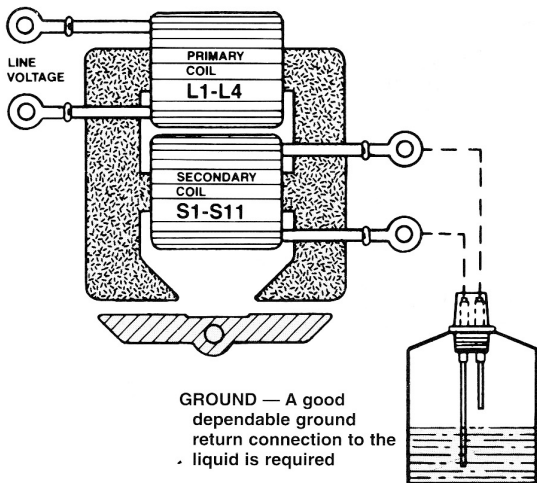 LINE
VOLTAGE
PRIMARY
COIL
L1-L4
SECONDARY
COIL
S1-S11
GROUND — A good
dependable ground
return connection to the
liquid is required